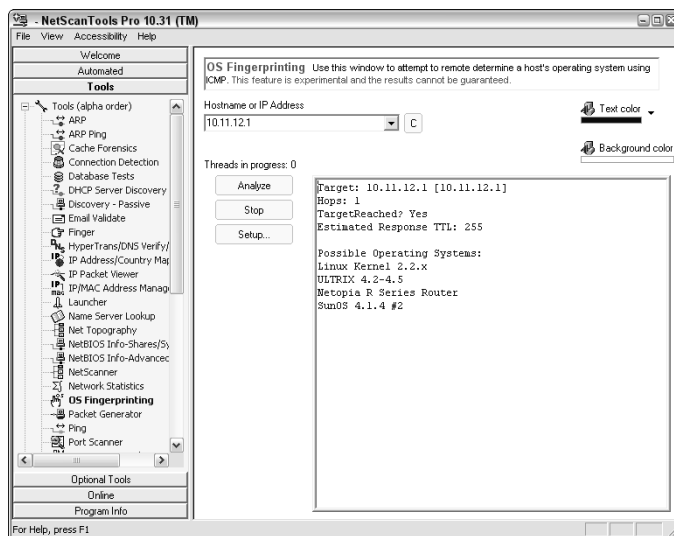 - NetScanTools Pro 10.31 (TM)
File View Accessibility Help
Welcome
Automated
Tools
Tools (alpha order)
ARP
ARP Ping
Cache Forensics
Connection Detection
Database Tests
DHCP Server Discovery
Discovery - Passive
Email Validate
Finger
HyperTrans/DNS Verify/
IP Address/Country Map
IP Packet Viewer
IP/MAC Address Manag
Launcher
Name Server Lookup
Net Topography
NetBIOS Info-Shares/Sy
NetBIOS Info-Advanced
NetScanner
Network Statistics
OS Fingerprinting
Packet Generator
Ping
Port Scanner
Optional Tools
Online
Program Info
OS Fingerprinting Use this window to attempt to remote determine a host's operating system using
ICMP. This feature is experimental and the results cannot be guaranteed.
Hostname or IP Address
10.11.12.1
C
Text color
Background color
Threads in progress: 0
Analyze
Stop
Setup...
Target: 10.11.12.1 [10.11.12.1]
Hops: 1
TargetReached? Yes
Estimated Response TTL: 255
Possible Operating Systems:
Linux Kernel 2.2.x
ULTRIX 4.2-4.5
Netopia R Series Router
SunOS 4.1.4 #2
For Help, press F1